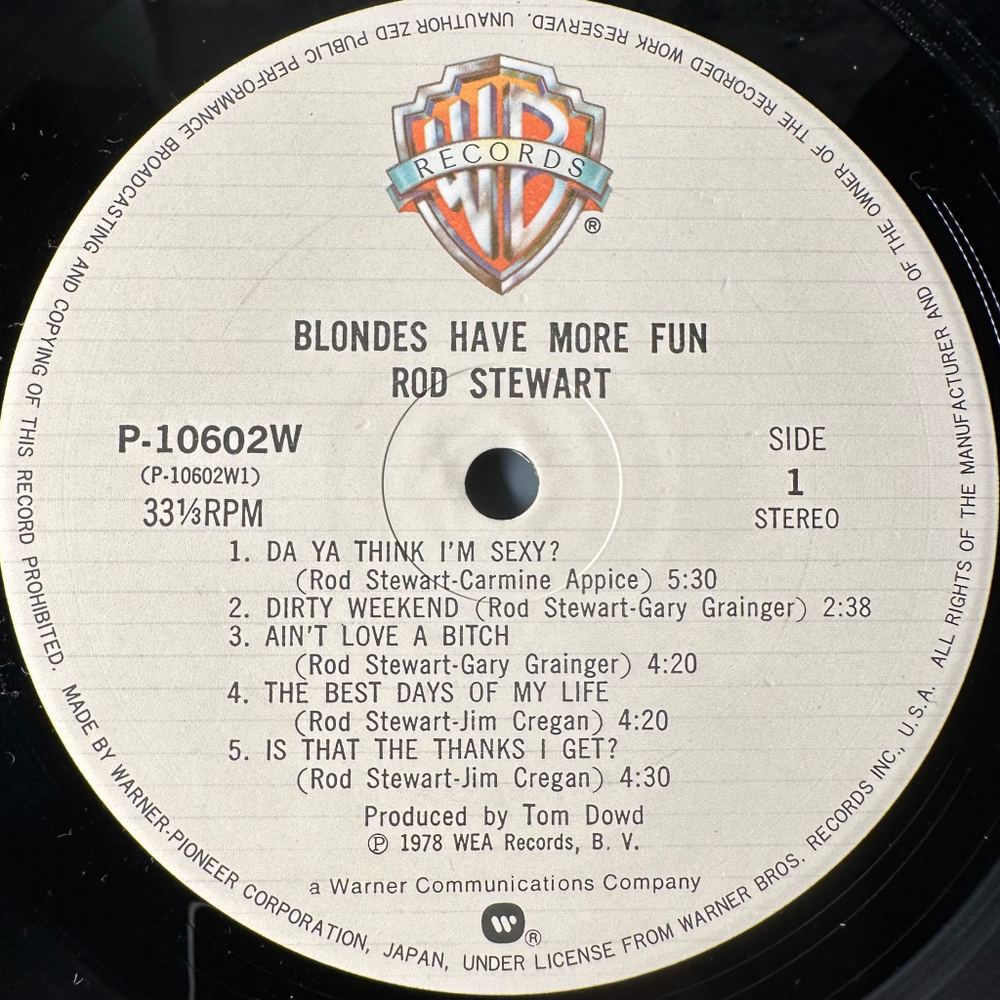 WB
RECORDS
®
BLONDES HAVE MORE FUN
ROD STEWART
P-10602W
(P-10602W1)
33⅓RPM
SIDE
1
STEREO
1. DA YA THINK I'M SEXY?
(Rod Stewart-Carmine Appice) 5:30
2. DIRTY WEEKEND (Rod Stewart-Gary Grainger) 2:38
3. AIN'T LOVE A BITCH
(Rod Stewart-Gary Grainger) 4:20
4. THE BEST DAYS OF MY LIFE
(Rod Stewart-Jim Cregan) 4:20
5. IS THAT THE THANKS I GET?
(Rod Stewart-Jim Cregan) 4:30
Produced by Tom Dowd
Ⓟ 1978 WEA Records, B. V.
a Warner Communications Company
®
MADE BY WARNER-PIONEER CORPORATION, JAPAN, UNDER LICENSE FROM WARNER BROS. RECORDS INC., U.S.A. ALL RIGHTS OF THE MANUFACTURER AND OF THE OWNER OF THE RECORDED WORK RESERVED. UNAUTHOR ZED PUBLIC PERFORMANCE BROADCASTING AND COPYING OF THIS RECORD PROHIBITED.